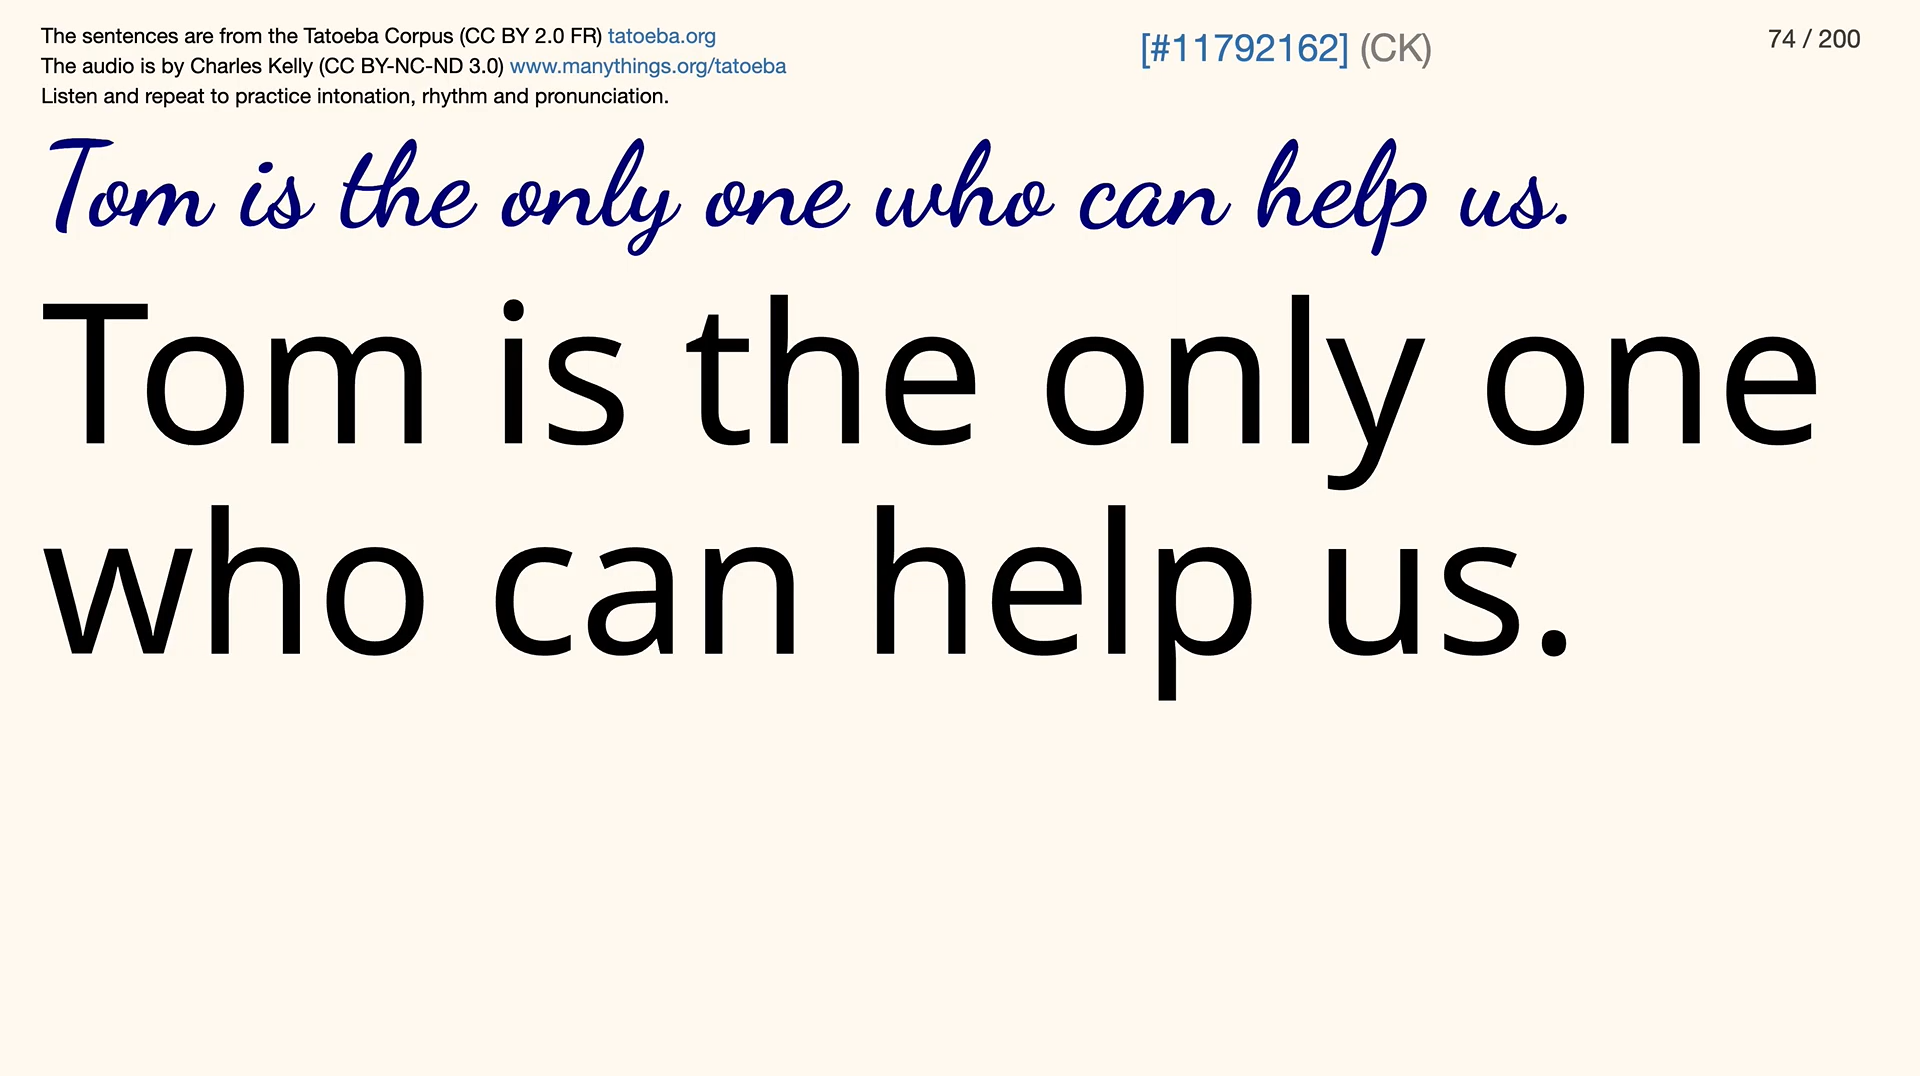 The sentences are from the Tatoeba Corpus (CC BY 2.0 FR) tatoeba.org
The audio is by Charles Kelly (CC BY-NC-ND 3.0) www.manythings.org/tatoeba
Listen and repeat to practice intonation, rhythm and pronunciation.
[#11792162] (CK)
74 / 200
Tom is the only one who can help us.
Tom is the only one
who can help us.